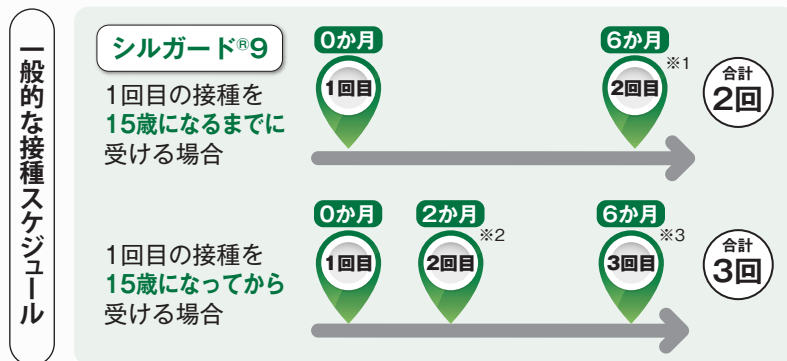 一般的な接種スケジュール
シルガード®9
1回目の接種を
15歳になるまでに
受ける場合
0か月
1回目
6か月
2回目
※1
合計
2回
1回目の接種を
15歳になってから
受ける場合
0か月
1回目
2か月
2回目
※2
6か月
3回目
※3
合計
3回